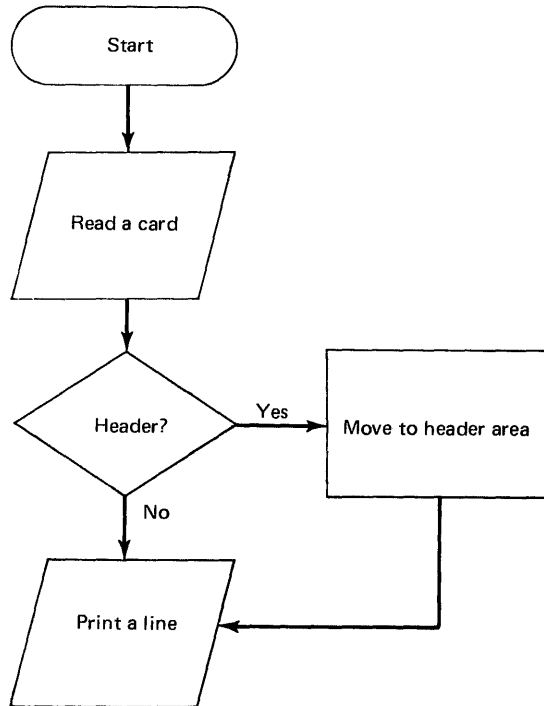 Start
Read a card
Header?
Yes
Move to header area
No
Print a line